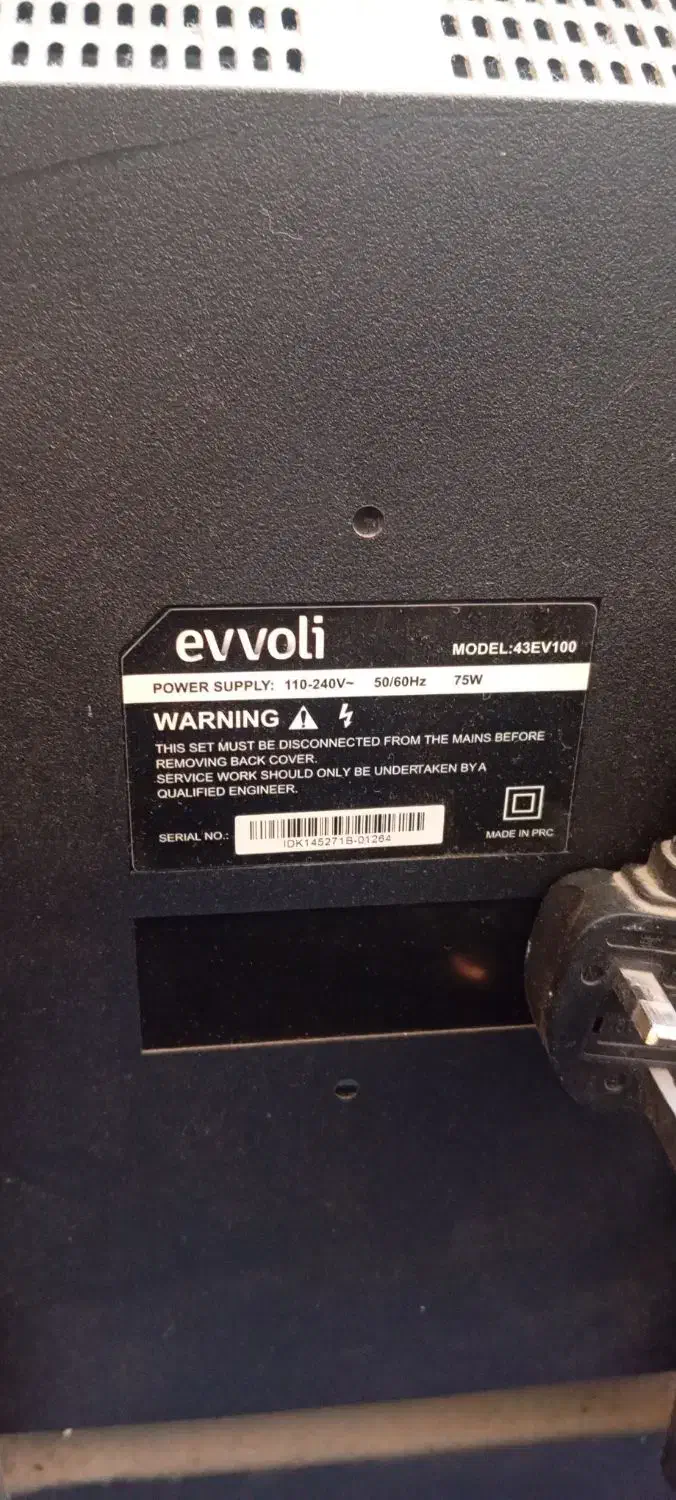 evvoli
MODEL:43EV100
POWER SUPPLY: 110-240V~ 50/60Hz 75W
WARNING
THIS SET MUST BE DISCONNECTED FROM THE MAINS BEFORE
REMOVING BACK COVER.
SERVICE WORK SHOULD ONLY BE UNDERTAKEN BY A
QUALIFIED ENGINEER.
SERIAL NO.:
IDK145271B-01264
MADE IN PRC